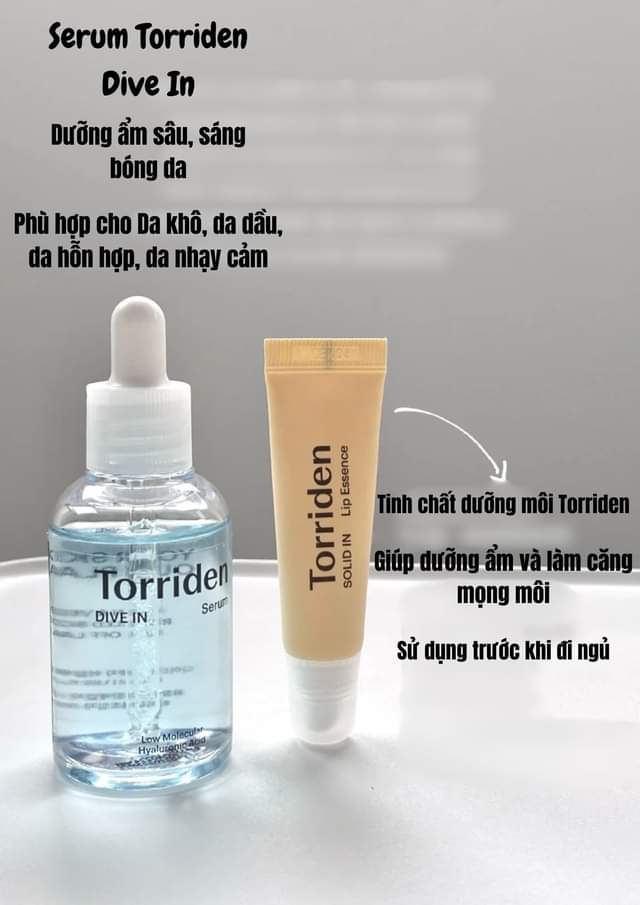 Serum Torriden
Dive In
Dưỡng ẩm sâu, sáng
bóng da
Phù hợp cho Da khô, da dầu,
da hỗn hợp, da nhạy cảm
Torriden
DIVE IN
Serum
Low Molecular
Hyaluronic Acid
Torriden
SOLID IN Lip Essence
Tinh chất dưỡng môi Torriden
Giúp dưỡng ẩm và làm căng
mọng môi
Sử dụng trước khi đi ngủ